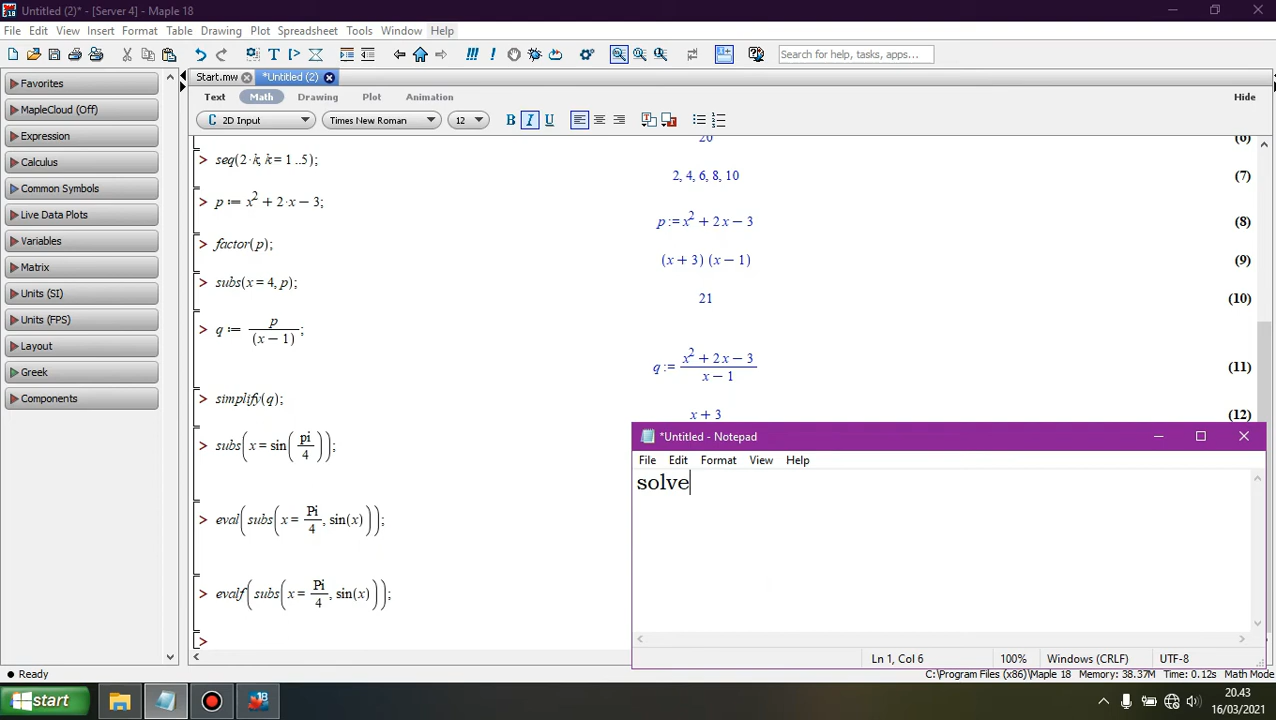 Untitled (2)* - [Server 4] - Maple 18
File Edit View Insert Format Table Drawing Plot Spreadsheet Tools Window Help
Search for help, tasks, apps...
Start.mw *Untitled (2)
Text Math Drawing Plot Animation Hide
C 2D Input Times New Roman 12 B I U
Favorites
MapleCloud (Off)
Expression
Calculus
Common Symbols
Live Data Plots
Variables
Matrix
Units (SI)
Units (FPS)
Layout
Greek
Components
20 (6)
> seq(2·k, k = 1 ..5);
2, 4, 6, 8, 10 (7)
> p := x² + 2·x − 3;
p := x² + 2 x − 3 (8)
> factor(p);
(x + 3) (x − 1) (9)
> subs(x = 4, p);
21 (10)
> q := p/(x − 1);
q := (x² + 2 x − 3)/(x − 1) (11)
> simplify(q);
x + 3 (12)
> subs(x = sin(pi/4));
> eval(subs(x = Pi/4, sin(x)));
> evalf(subs(x = Pi/4, sin(x)));
>
*Untitled - Notepad
File Edit Format View Help
solve
Ln 1, Col 6 100% Windows (CRLF) UTF-8
Ready C:\Program Files (x86)\Maple 18 Memory: 38.37M Time: 0.12s Math Mode
start
18
20.43
16/03/2021